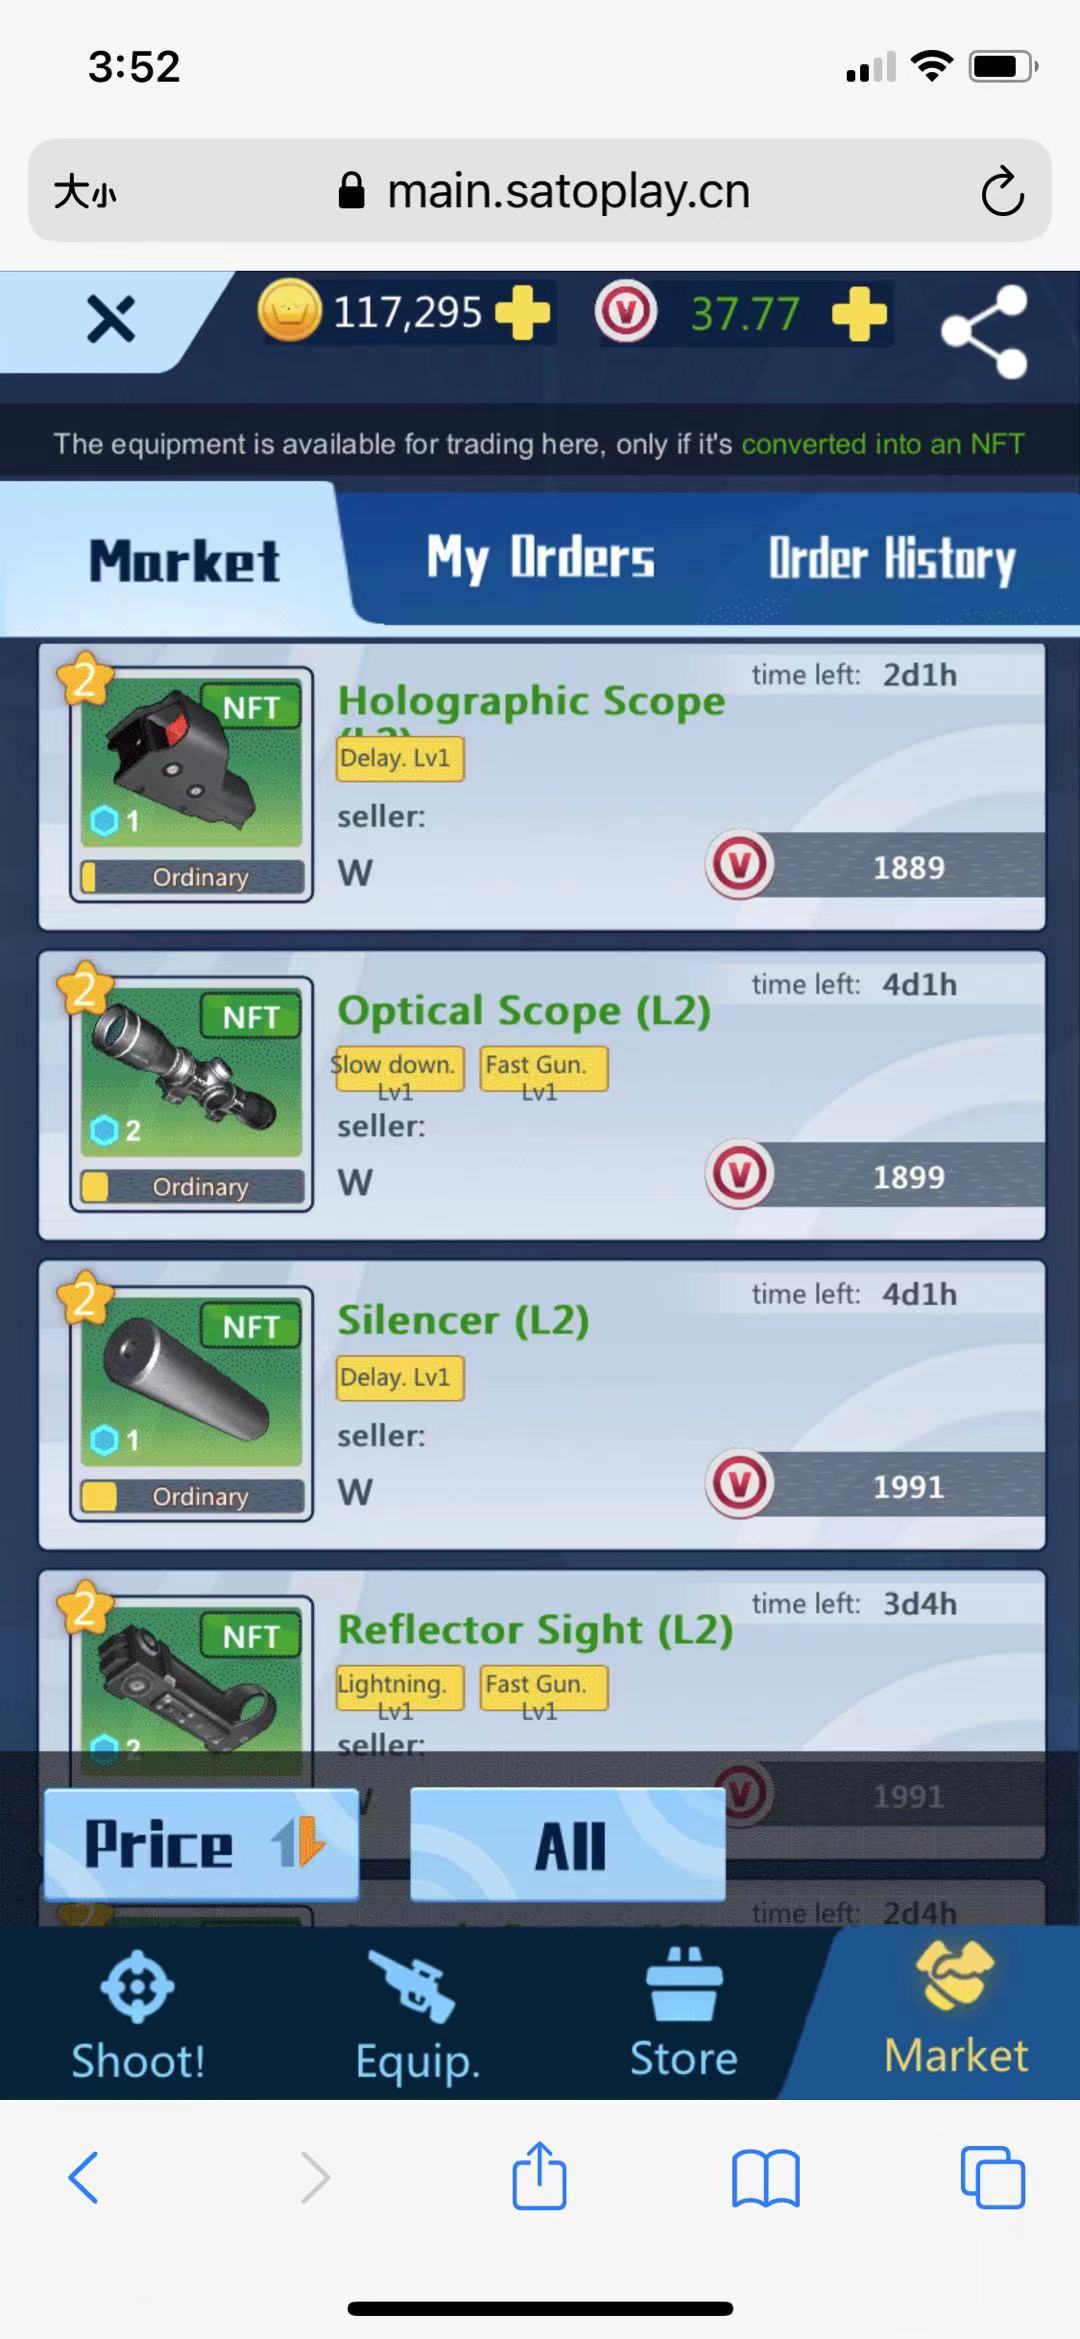 3:52
大小
main.satoplay.cn
117,295
37.77
The equipment is available for trading here, only if it's converted into an NFT
Market
My Orders
Order History
2
NFT
1
Ordinary
Holographic Scope
(L2)
time left: 2d1h
Delay. Lv1
seller:
W
V
1889
2
NFT
2
Ordinary
Optical Scope (L2)
time left: 4d1h
Slow down.
Lv1
Fast Gun.
Lv1
seller:
W
V
1899
2
NFT
1
Ordinary
Silencer (L2)
time left: 4d1h
Delay. Lv1
seller:
W
V
1991
2
NFT
2
Reflector Sight (L2)
time left: 3d4h
Lightning.
Lv1
Fast Gun.
Lv1
seller:
W
V
1991
Price
All
2
time left: 2d4h
Shoot!
Equip.
Store
Market